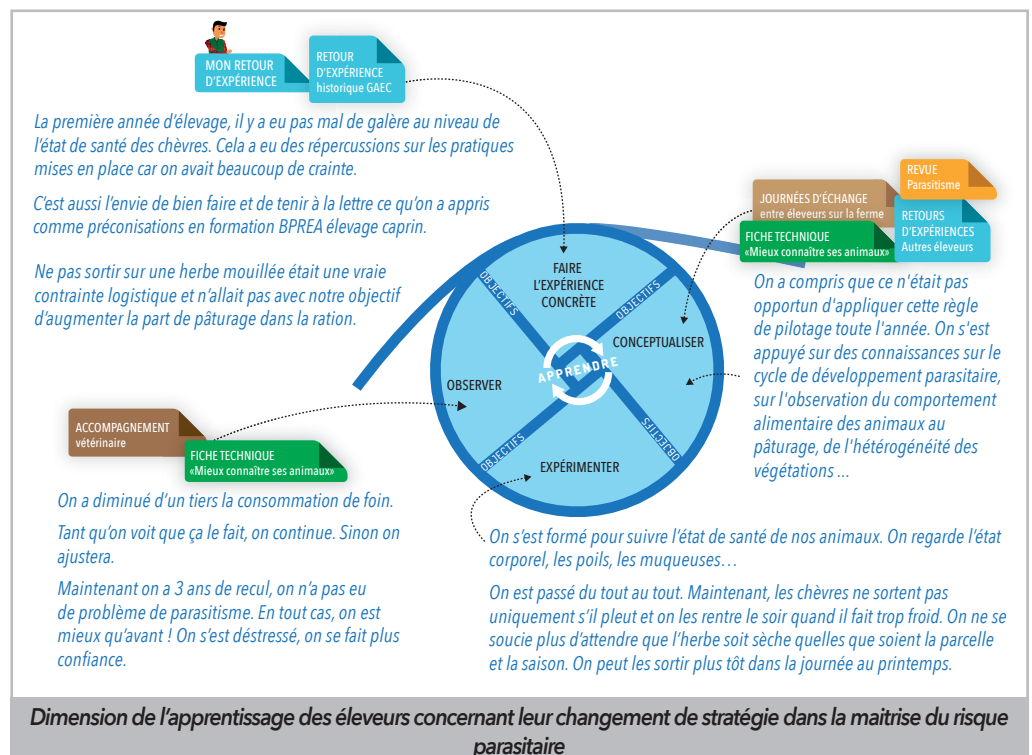 MON RETOUR
D'EXPÉRIENCE
RETOUR
D'EXPÉRIENCE
historique GAEC
La première année d'élevage, il y a eu pas mal de galère au niveau de
l'état de santé des chèvres. Cela a eu des répercussions sur les pratiques
mises en place car on avait beaucoup de crainte.
C'est aussi l'envie de bien faire et de tenir à la lettre ce qu'on a appris
comme préconisations en formation BPREA élevage caprin.
Ne pas sortir sur une herbe mouillée était une vraie
contrainte logistique et n'allait pas avec notre objectif
d'augmenter la part de pâturage dans la ration.
REVUE
Parasitisme
JOURNÉES D'ÉCHANGE
entre éleveurs sur la ferme
RETOURS
D'EXPÉRIENCES
Autres éleveurs
FICHE TECHNIQUE
«Mieux connaître ses animaux»
On a compris que ce n'était pas
opportun d'appliquer cette règle
de pilotage toute l'année. On s'est
appuyé sur des connaissances sur le
cycle de développement parasitaire,
sur l'observation du comportement
alimentaire des animaux au
pâturage, de l'hétérogénéité des
végétations ...
FAIRE
L'EXPÉRIENCE
CONCRÈTE
OBJECTIFS
OBJECTIFS
CONCEPTUALISER
APPRENDRE
OBSERVER
OBJECTIFS
OBJECTIFS
EXPÉRIMENTER
ACCOMPAGNEMENT
vétérinaire
FICHE TECHNIQUE
«Mieux connaître ses animaux»
On a diminué d'un tiers la consommation de foin.
Tant qu'on voit que ça le fait, on continue. Sinon on
ajustera.
Maintenant on a 3 ans de recul, on n'a pas eu
de problème de parasitisme. En tout cas, on est
mieux qu'avant ! On s'est déstressé, on se fait plus
confiance.
On s'est formé pour suivre l'état de santé de nos animaux. On regarde l'état
corporel, les poils, les muqueuses…
On est passé du tout au tout. Maintenant, les chèvres ne sortent pas
uniquement s'il pleut et on les rentre le soir quand il fait trop froid. On ne se
soucie plus d'attendre que l'herbe soit sèche quelles que soient la parcelle
et la saison. On peut les sortir plus tôt dans la journée au printemps.
Dimension de l'apprentissage des éleveurs concernant leur changement de stratégie dans la maitrise du risque
parasitaire